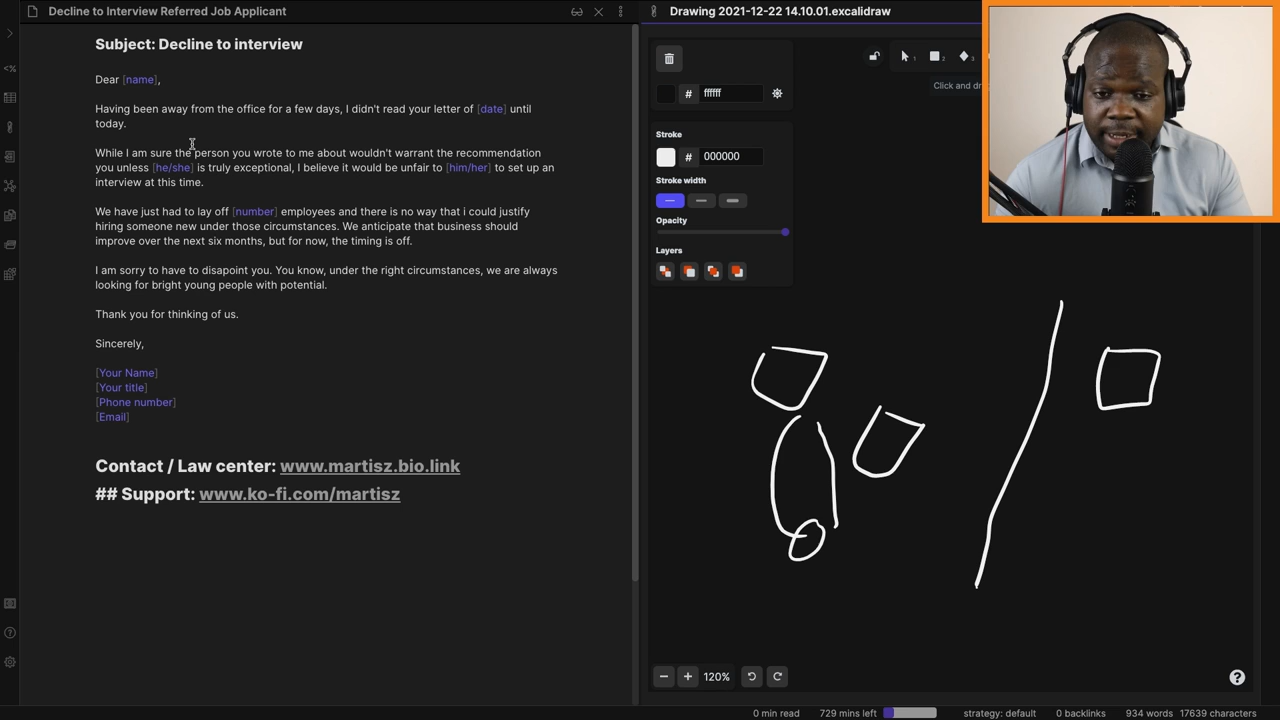 Decline to Interview Referred Job Applicant
Subject: Decline to interview
Dear [name],
Having been away from the office for a few days, I didn't read your letter of [date] until
today.
While I am sure the person you wrote to me about wouldn't warrant the recommendation
you unless [he/she] is truly exceptional, I believe it would be unfair to [him/her] to set up an
interview at this time.
We have just had to lay off [number] employees and there is no way that i could justify
hiring someone new under those circumstances. We anticipate that business should
improve over the next six months, but for now, the timing is off.
I am sorry to have to disapoint you. You know, under the right circumstances, we are always
looking for bright young people with potential.
Thank you for thinking of us.
Sincerely,
[Your Name]
[Your title]
[Phone number]
[Email]
Contact / Law center: www.martisz.bio.link
## Support: www.ko-fi.com/martisz
Drawing 2021-12-22 14.10.01.excalidraw
1
2
3
Click and
# ffffff
Stroke
# 000000
Stroke width
Opacity
Layers
120%
0 min read
729 mins left
strategy: default
0 backlinks
934 words
17639 characters